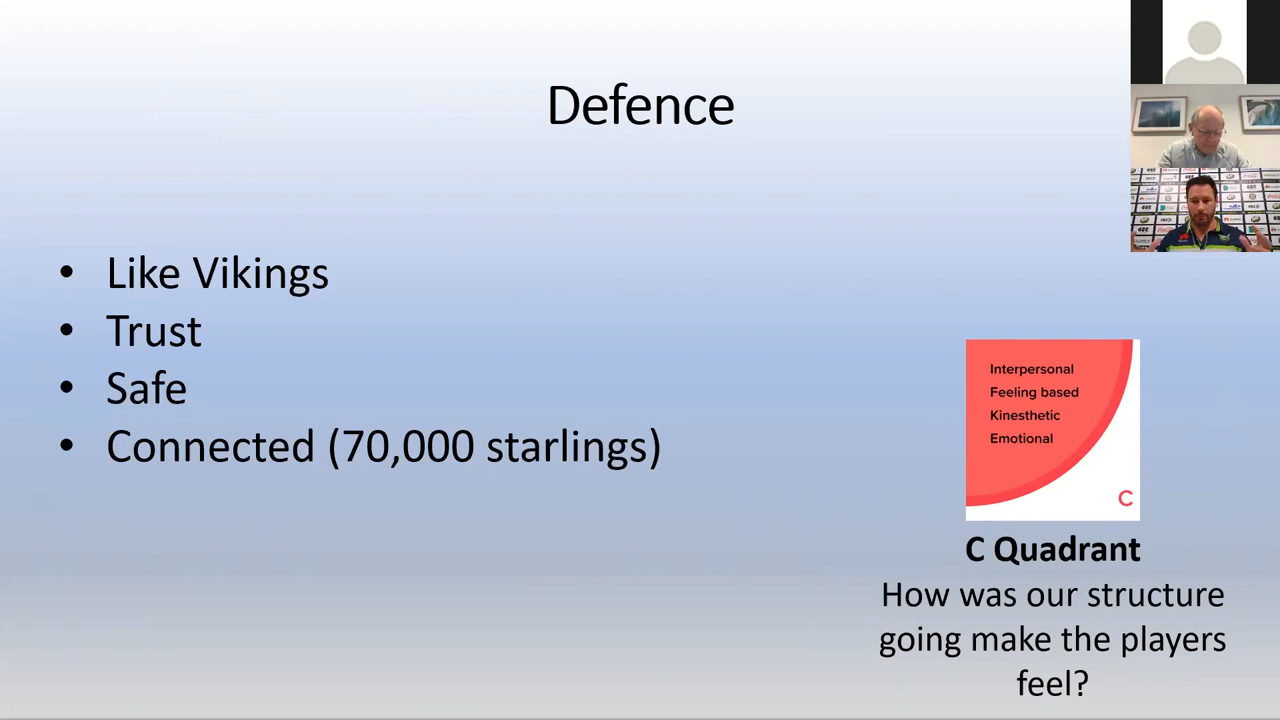 Defence
• Like Vikings
• Trust
• Safe
• Connected (70,000 starlings)
Interpersonal
Feeling based
Kinesthetic
Emotional
C
C Quadrant
How was our structure
going make the players
feel?